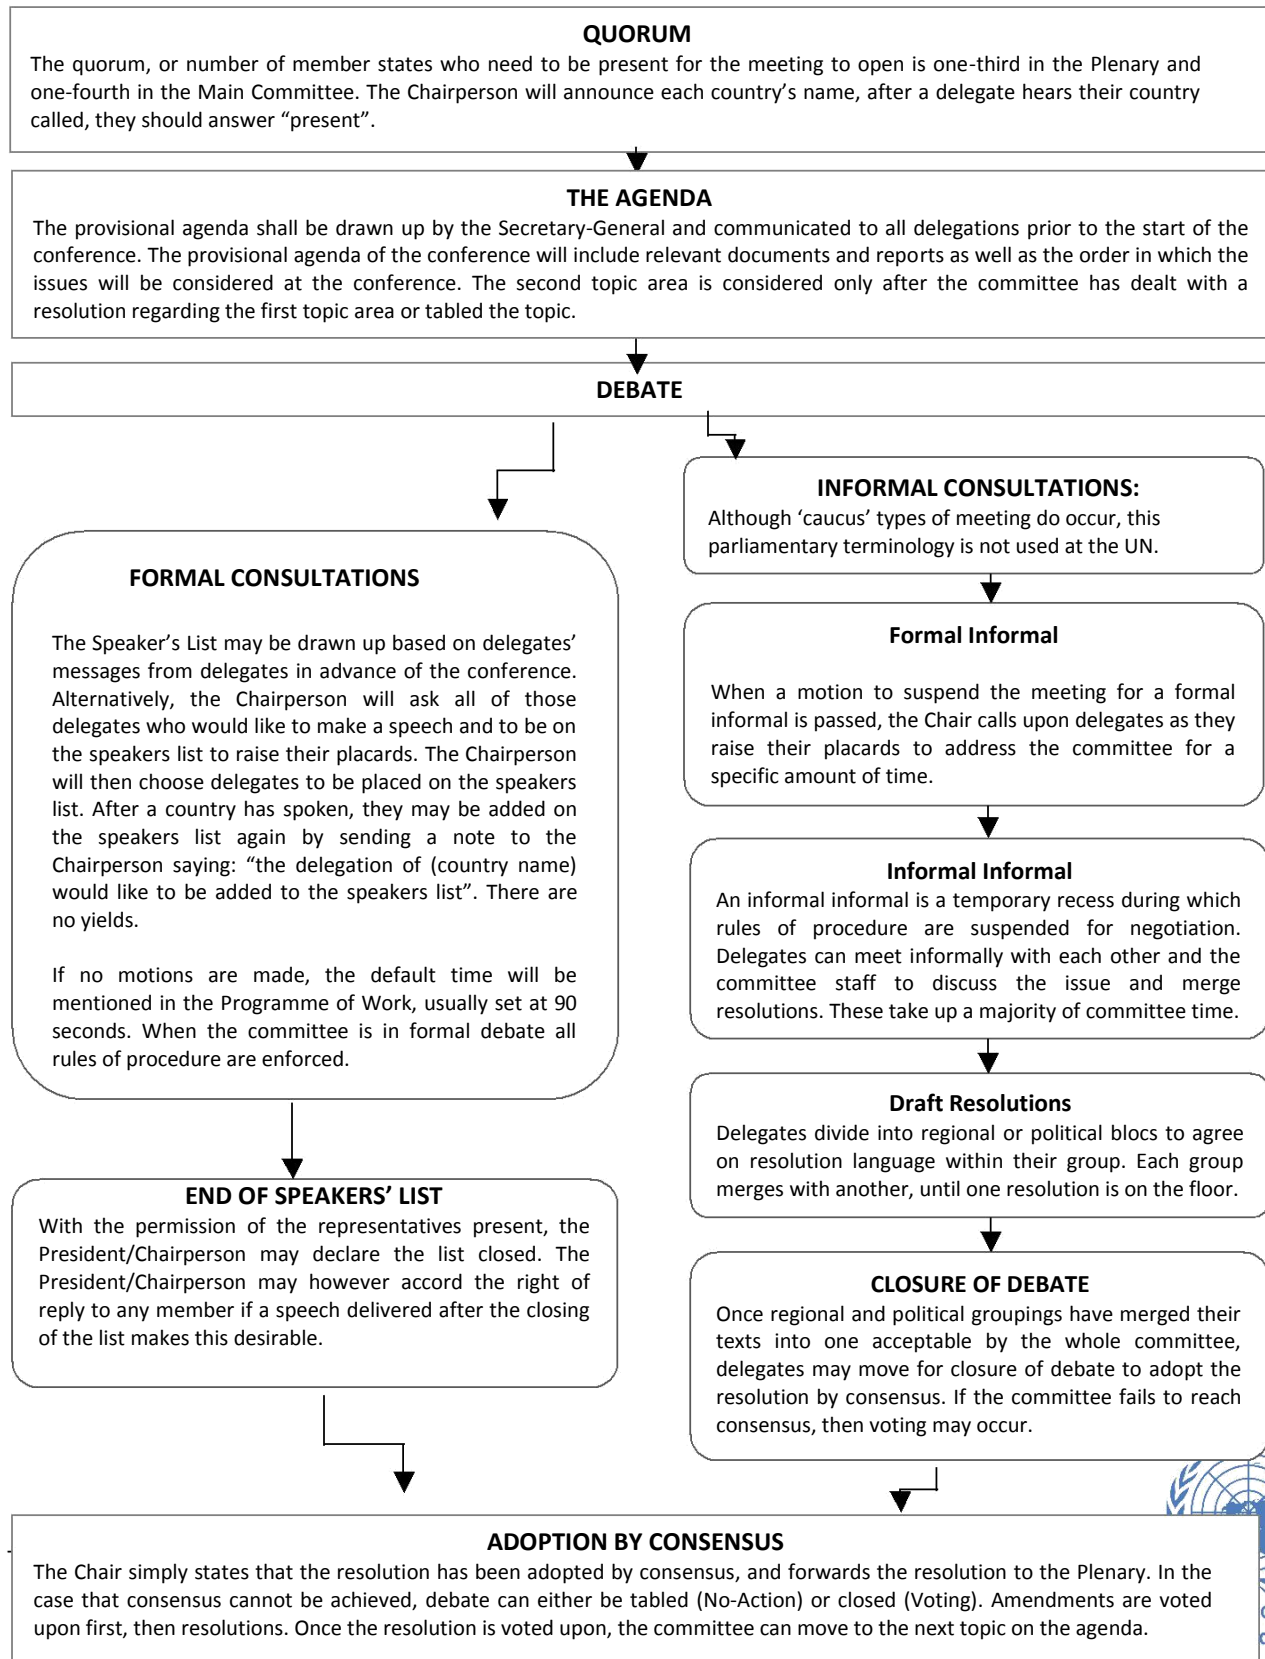 QUORUM
The quorum, or number of member states who need to be present for the meeting to open is one-third in the Plenary and
one-fourth in the Main Committee. The Chairperson will announce each country’s name, after a delegate hears their country
called, they should answer “present”.
THE AGENDA
The provisional agenda shall be drawn up by the Secretary-General and communicated to all delegations prior to the start of the
conference. The provisional agenda of the conference will include relevant documents and reports as well as the order in which the
issues will be considered at the conference. The second topic area is considered only after the committee has dealt with a
resolution regarding the first topic area or tabled the topic.
DEBATE
FORMAL CONSULTATIONS
The Speaker’s List may be drawn up based on delegates’
messages from delegates in advance of the conference.
Alternatively, the Chairperson will ask all of those
delegates who would like to make a speech and to be on
the speakers list to raise their placards. The Chairperson
will then choose delegates to be placed on the speakers
list. After a country has spoken, they may be added on
the speakers list again by sending a note to the
Chairperson saying: “the delegation of (country name)
would like to be added to the speakers list”. There are
no yields.
If no motions are made, the default time will be
mentioned in the Programme of Work, usually set at 90
seconds. When the committee is in formal debate all
rules of procedure are enforced.
END OF SPEAKERS’ LIST
With the permission of the representatives present, the
President/Chairperson may declare the list closed. The
President/Chairperson may however accord the right of
reply to any member if a speech delivered after the closing
of the list makes this desirable.
INFORMAL CONSULTATIONS:
Although ‘caucus’ types of meeting do occur, this
parliamentary terminology is not used at the UN.
Formal Informal
When a motion to suspend the meeting for a formal
informal is passed, the Chair calls upon delegates as they
raise their placards to address the committee for a
specific amount of time.
Informal Informal
An informal informal is a temporary recess during which
rules of procedure are suspended for negotiation.
Delegates can meet informally with each other and the
committee staff to discuss the issue and merge
resolutions. These take up a majority of committee time.
Draft Resolutions
Delegates divide into regional or political blocs to agree
on resolution language within their group. Each group
merges with another, until one resolution is on the floor.
CLOSURE OF DEBATE
Once regional and political groupings have merged their
texts into one acceptable by the whole committee,
delegates may move for closure of debate to adopt the
resolution by consensus. If the committee fails to reach
consensus, then voting may occur.
ADOPTION BY CONSENSUS
The Chair simply states that the resolution has been adopted by consensus, and forwards the resolution to the Plenary. In the
case that consensus cannot be achieved, debate can either be tabled (No-Action) or closed (Voting). Amendments are voted
upon first, then resolutions. Once the resolution is voted upon, the committee can move to the next topic on the agenda.